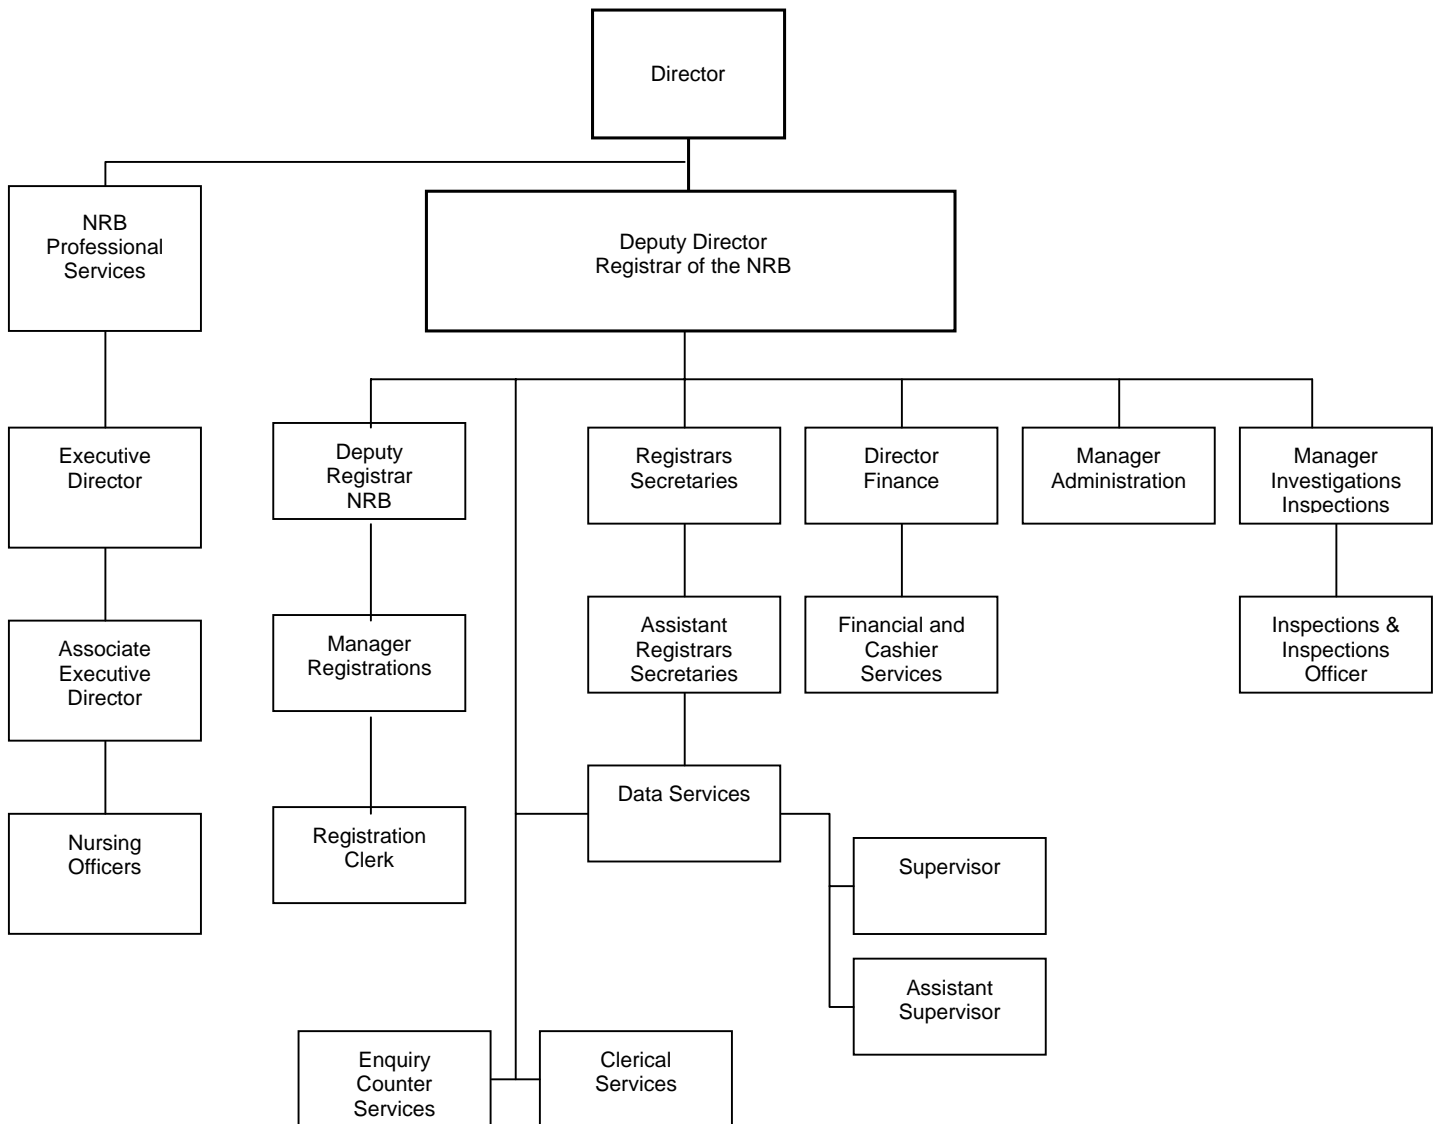 Director
NRB
Professional
Services
Deputy Director
Registrar of the NRB
Executive
Director
Deputy
Registrar
NRB
Registrars
Secretaries
Director
Finance
Manager
Administration
Manager
Investigations
Inspections
Associate
Executive
Director
Manager
Registrations
Assistant
Registrars
Secretaries
Financial and
Cashier
Services
Inspections &
Inspections
Officer
Nursing
Officers
Registration
Clerk
Data Services
Supervisor
Assistant
Supervisor
Enquiry
Counter
Services
Clerical
Services